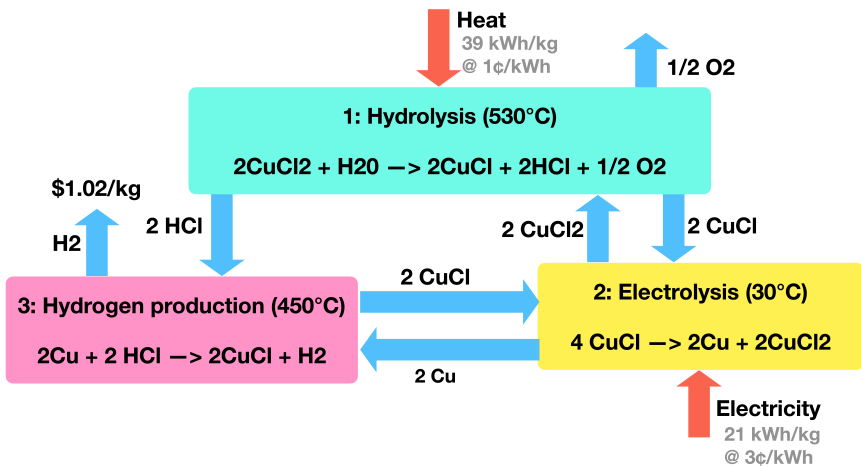 Heat
39 kWh/kg
@ 1¢/kWh
1/2 O2
1: Hydrolysis (530°C)
2CuCl2 + H20 —> 2CuCl + 2HCl + 1/2 O2
$1.02/kg
H2
2 HCl
2 CuCl2
2 CuCl
3: Hydrogen production (450°C)
2Cu + 2 HCl —> 2CuCl + H2
2 CuCl
2 Cu
2: Electrolysis (30°C)
4 CuCl —> 2Cu + 2CuCl2
Electricity
21 kWh/kg
@ 3¢/kWh